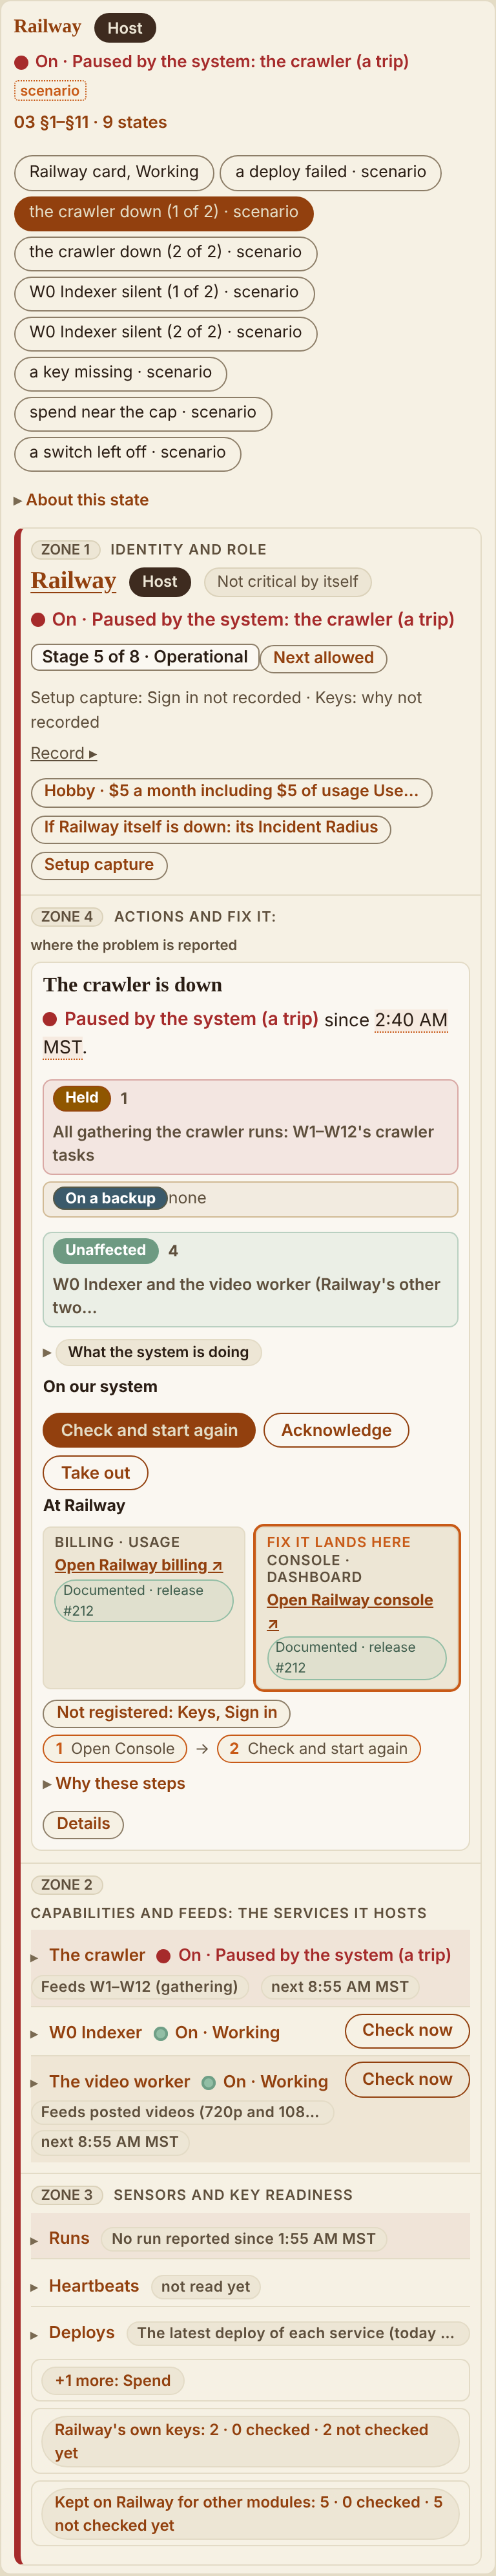 Railway Host
On · Paused by the system: the crawler (a trip)
scenario
03 §1–§11 · 9 states
Railway card, Working
a deploy failed · scenario
the crawler down (1 of 2) · scenario
the crawler down (2 of 2) · scenario
W0 Indexer silent (1 of 2) · scenario
W0 Indexer silent (2 of 2) · scenario
a key missing · scenario
spend near the cap · scenario
a switch left off · scenario
▸ About this state
ZONE 1 IDENTITY AND ROLE
Railway Host Not critical by itself
On · Paused by the system: the crawler (a trip)
Stage 5 of 8 · Operational Next allowed
Setup capture: Sign in not recorded · Keys: why not
recorded
Record ▸
Hobby · $5 a month including $5 of usage Use...
If Railway itself is down: its Incident Radius
Setup capture
ZONE 4 ACTIONS AND FIX IT:
where the problem is reported
The crawler is down
Paused by the system (a trip) since 2:40 AM
MST.
Held 1
All gathering the crawler runs: W1–W12's crawler
tasks
On a backup none
Unaffected 4
W0 Indexer and the video worker (Railway's other
two...
▸ What the system is doing
On our system
Check and start again
Acknowledge
Take out
At Railway
BILLING · USAGE
Open Railway billing ↗
Documented · release
#212
FIX IT LANDS HERE
CONSOLE ·
DASHBOARD
Open Railway console
↗
Documented · release
#212
Not registered: Keys, Sign in
1 Open Console → 2 Check and start again
▸ Why these steps
Details
ZONE 2
CAPABILITIES AND FEEDS: THE SERVICES IT HOSTS
▸ The crawler On · Paused by the system (a trip)
Feeds W1–W12 (gathering) next 8:55 AM MST
▸ W0 Indexer On · Working Check now
▸ The video worker On · Working Check now
Feeds posted videos (720p and 108...
next 8:55 AM MST
ZONE 3 SENSORS AND KEY READINESS
▸ Runs No run reported since 1:55 AM MST
▸ Heartbeats not read yet
▸ Deploys The latest deploy of each service (today ...
+1 more: Spend
Railway's own keys: 2 · 0 checked · 2 not checked
yet
Kept on Railway for other modules: 5 · 0 checked · 5
not checked yet